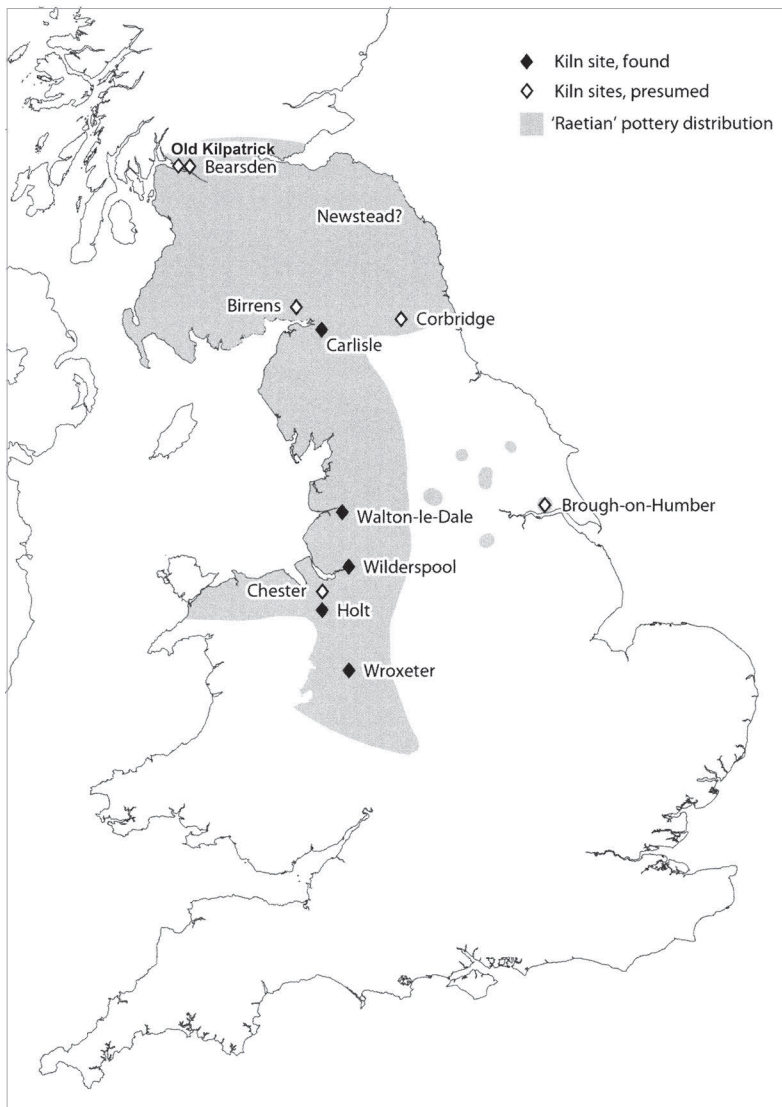 Kiln site, found
Kiln sites, presumed
'Raetian' pottery distribution
Old Kilpatrick
Bearsden
Newstead?
Birrens
Corbridge
Carlisle
Brough-on-Humber
Walton-le-Dale
Wilderspool
Chester
Holt
Wroxeter